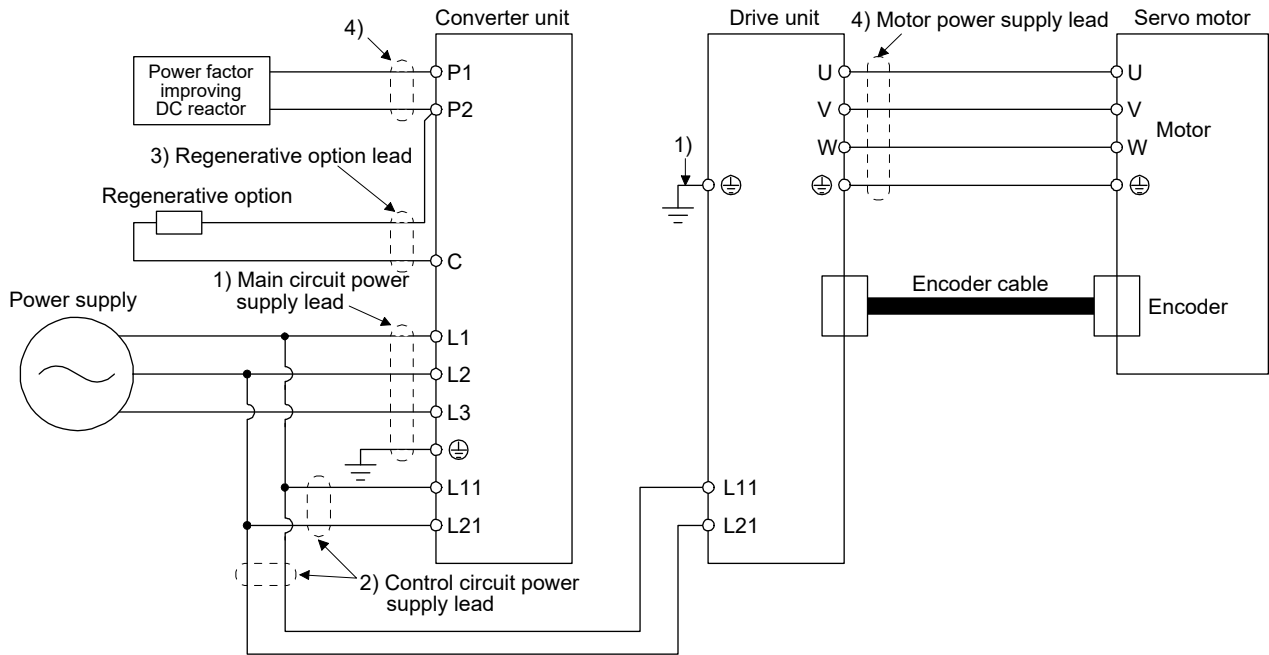 Converter unit
Drive unit
4) Motor power supply lead
Servo motor
4)
Power factor
improving
DC reactor
P1
P2
U
V
W
U
V
W
Motor
3) Regenerative option lead
1)
Regenerative option
C
1) Main circuit power
supply lead
Encoder cable
Encoder
Power supply
L1
L2
L3
L11
L21
L11
L21
2) Control circuit power
supply lead